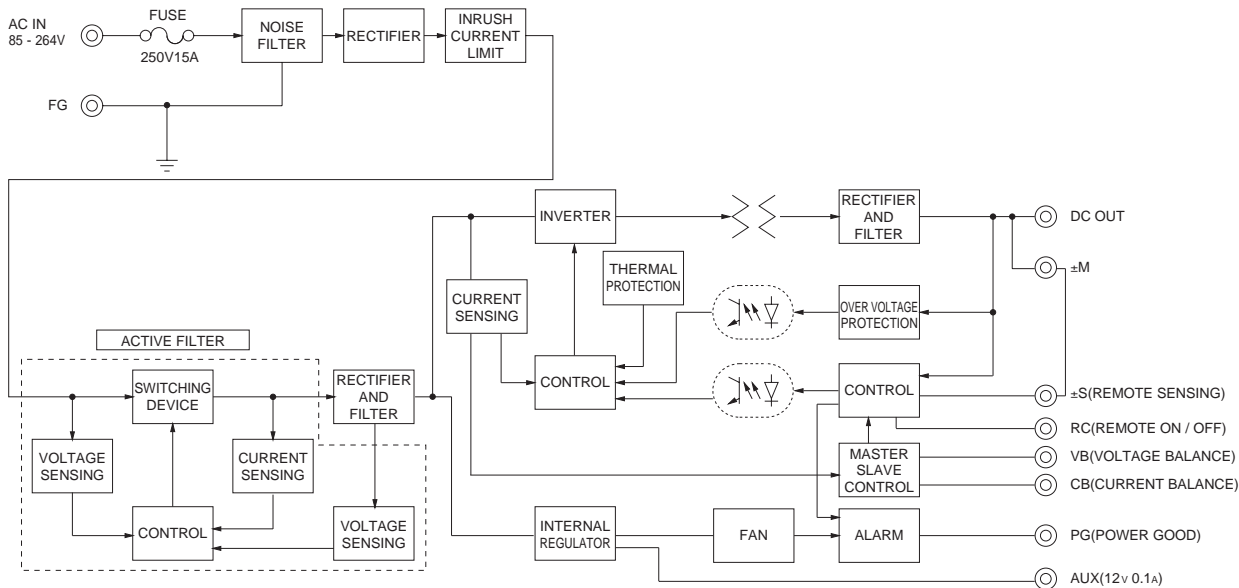 AC IN
85 - 264V
FUSE
250V15A
NOISE
FILTER
RECTIFIER
INRUSH
CURRENT
LIMIT
FG
INVERTER
RECTIFIER
AND
FILTER
DC OUT
±M
THERMAL
PROTECTION
CURRENT
SENSING
OVER VOLTAGE
PROTECTION
ACTIVE FILTER
SWITCHING
DEVICE
RECTIFIER
AND
FILTER
CONTROL
CONTROL
±S(REMOTE SENSING)
RC(REMOTE ON / OFF)
VOLTAGE
SENSING
CURRENT
SENSING
MASTER
SLAVE
CONTROL
VB(VOLTAGE BALANCE)
CB(CURRENT BALANCE)
CONTROL
VOLTAGE
SENSING
INTERNAL
REGULATOR
FAN
ALARM
PG(POWER GOOD)
AUX(12V 0.1A)